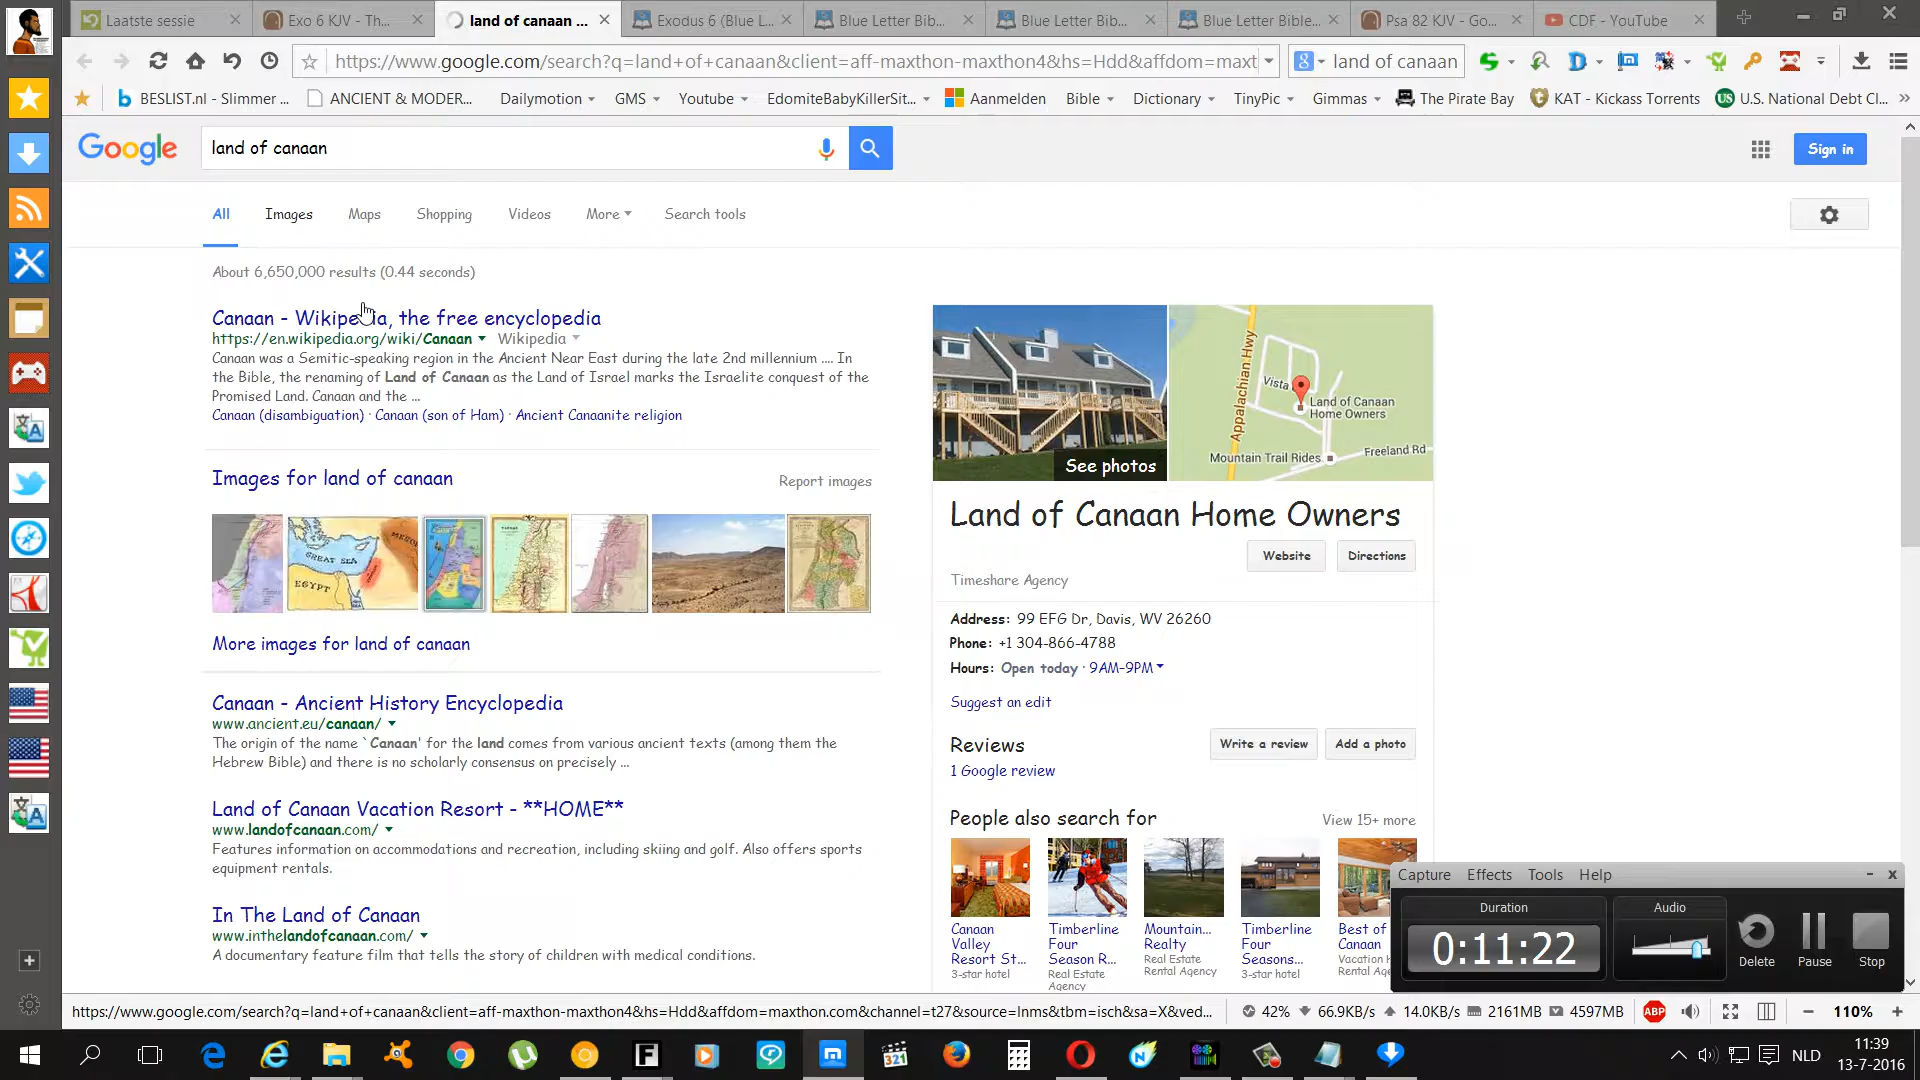 Laatste sessie
Exo 6 KJV - Th...
land of canaan ...
Exodus 6 (Blue L...
Blue Letter Bib...
Blue Letter Bib...
Blue Letter Bible...
Psa 82 KJV - Go...
CDF - YouTube
https://www.google.com/search?q=land+of+canaan&client=aff-maxthon-maxthon4&hs=Hdd&affdom=maxt
land of canaan
BESLIST.nl - Slimmer ...
ANCIENT & MODER...
Dailymotion
GMS
Youtube
EdomiteBabyKillerSit...
Aanmelden
Bible
Dictionary
TinyPic
Gimmas
The Pirate Bay
KAT - Kickass Torrents
U.S. National Debt Cl...
Google
land of canaan
Sign in
All
Images
Maps
Shopping
Videos
More
Search tools
About 6,650,000 results (0.44 seconds)
Canaan - Wikipedia, the free encyclopedia
https://en.wikipedia.org/wiki/Canaan
Wikipedia
Canaan was a Semitic-speaking region in the Ancient Near East during the late 2nd millennium .... In
the Bible, the renaming of Land of Canaan as the Land of Israel marks the Israelite conquest of the
Promised Land. Canaan and the ...
Canaan (disambiguation) · Canaan (son of Ham) · Ancient Canaanite religion
Images for land of canaan
Report images
GREAT SEA
EGYPT
More images for land of canaan
Canaan - Ancient History Encyclopedia
www.ancient.eu/canaan/
The origin of the name `Canaan' for the land comes from various ancient texts (among them the
Hebrew Bible) and there is no scholarly consensus on precisely ...
Land of Canaan Vacation Resort - **HOME**
www.landofcanaan.com/
Features information on accommodations and recreation, including skiing and golf. Also offers sports
equipment rentals.
In The Land of Canaan
www.inthelandofcanaan.com/
A documentary feature film that tells the story of children with medical conditions.
See photos
Appalachian Hwy
Vista
Land of Canaan
Home Owners
Mountain Trail Rides
Freeland Rd
Land of Canaan Home Owners
Website
Directions
Timeshare Agency
Address: 99 EFG Dr, Davis, WV 26260
Phone: +1 304-866-4788
Hours: Open today · 9AM-9PM
Suggest an edit
Reviews
Write a review
Add a photo
1 Google review
People also search for
View 15+ more
Canaan
Valley
Resort St...
3-star hotel
Timberline
Four
Season R...
Real Estate
Agency
Mountain...
Realty
Real Estate
Rental Agency
Timberline
Four
Seasons...
3-star hotel
Best of
Canaan
Vacation H
Rental Age
Capture
Effects
Tools
Help
Duration
0:11:22
Audio
Delete
Pause
Stop
https://www.google.com/search?q=land+of+canaan&client=aff-maxthon-maxthon4&hs=Hdd&affdom=maxthon.com&channel=t27&source=lnms&tbm=isch&sa=X&ved...
42%
66.9KB/s
14.0KB/s
2161MB
4597MB
ABP
110%
321
NLD
11:39
13-7-2016